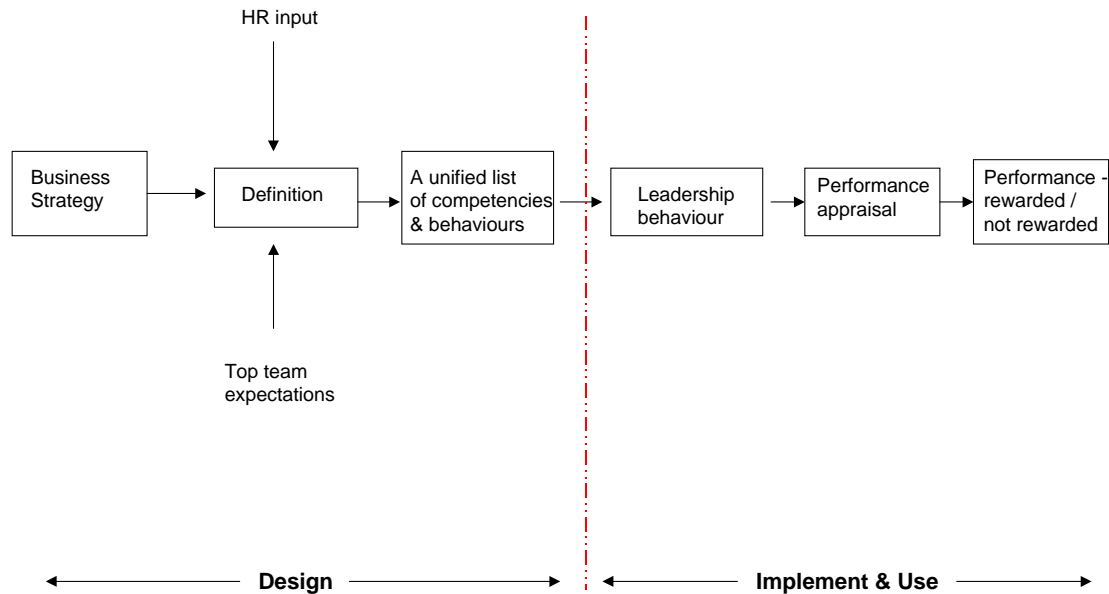 HR input
Business
Strategy
Definition
A unified list
of competencies
& behaviours
Leadership
behaviour
Performance
appraisal
Performance -
rewarded /
not rewarded
Top team
expectations
Design
Implement & Use